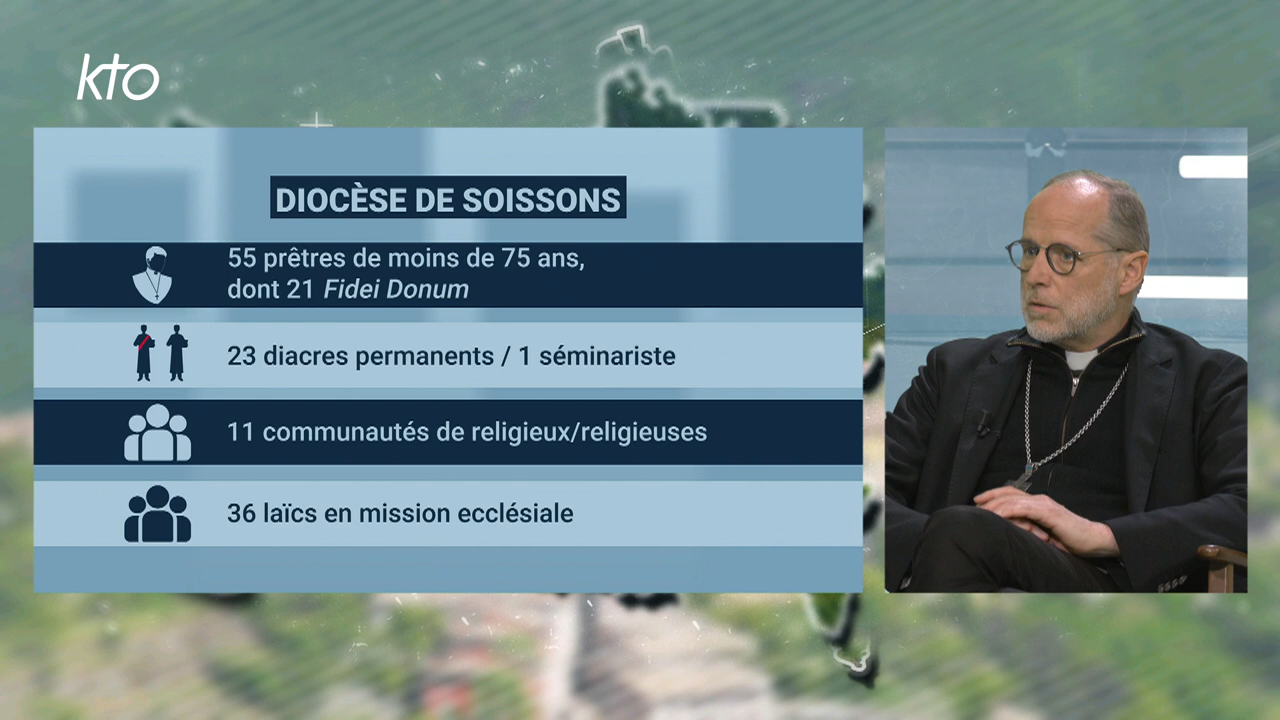 kto
DIOCÈSE DE SOISSONS
55 prêtres de moins de 75 ans,
dont 21 Fidei Donum
23 diacres permanents / 1 séminariste
11 communautés de religieux/religieuses
36 laïcs en mission ecclésiale